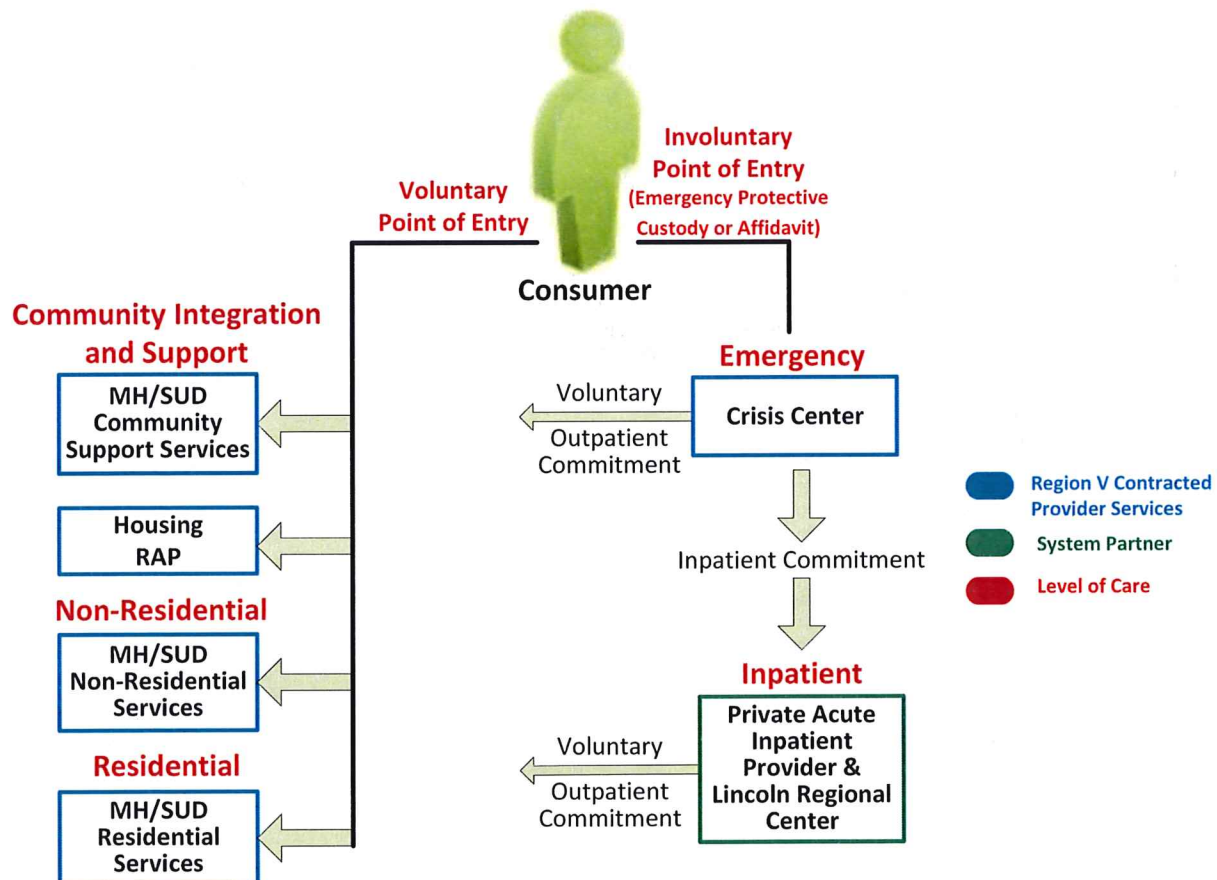 Voluntary
Point of Entry
Involuntary
Point of Entry
(Emergency Protective
Custody or Affidavit)
Consumer
Community Integration
and Support
MH/SUD
Community
Support Services
Housing
RAP
Non-Residential
MH/SUD
Non-Residential
Services
Residential
MH/SUD
Residential
Services
Emergency
Crisis Center
Voluntary
Outpatient
Commitment
Inpatient Commitment
Inpatient
Private Acute
Inpatient
Provider &
Lincoln Regional
Center
Voluntary
Outpatient
Commitment
Region V Contracted
Provider Services
System Partner
Level of Care